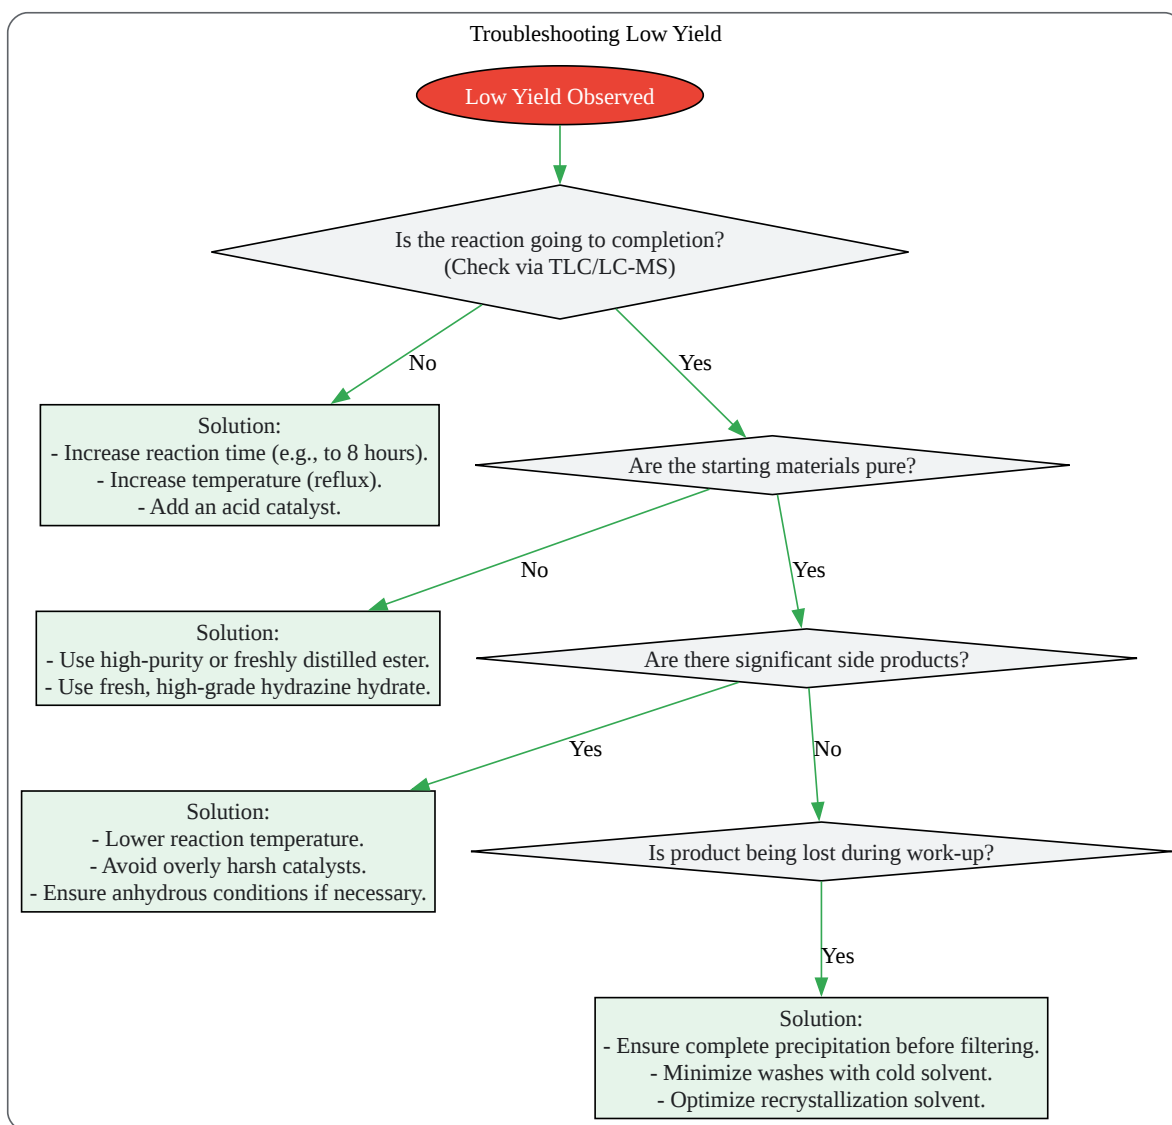 Troubleshooting Low Yield
Low Yield Observed
Is the reaction going to completion?
(Check via TLC/LC-MS)
No
Yes
Solution:
- Increase reaction time (e.g., to 8 hours).
- Increase temperature (reflux).
- Add an acid catalyst.
Are the starting materials pure?
No
Yes
Solution:
- Use high-purity or freshly distilled ester.
- Use fresh, high-grade hydrazine hydrate.
Are there significant side products?
Yes
No
Solution:
- Lower reaction temperature.
- Avoid overly harsh catalysts.
- Ensure anhydrous conditions if necessary.
Is product being lost during work-up?
Yes
Solution:
- Ensure complete precipitation before filtering.
- Minimize washes with cold solvent.
- Optimize recrystallization solvent.